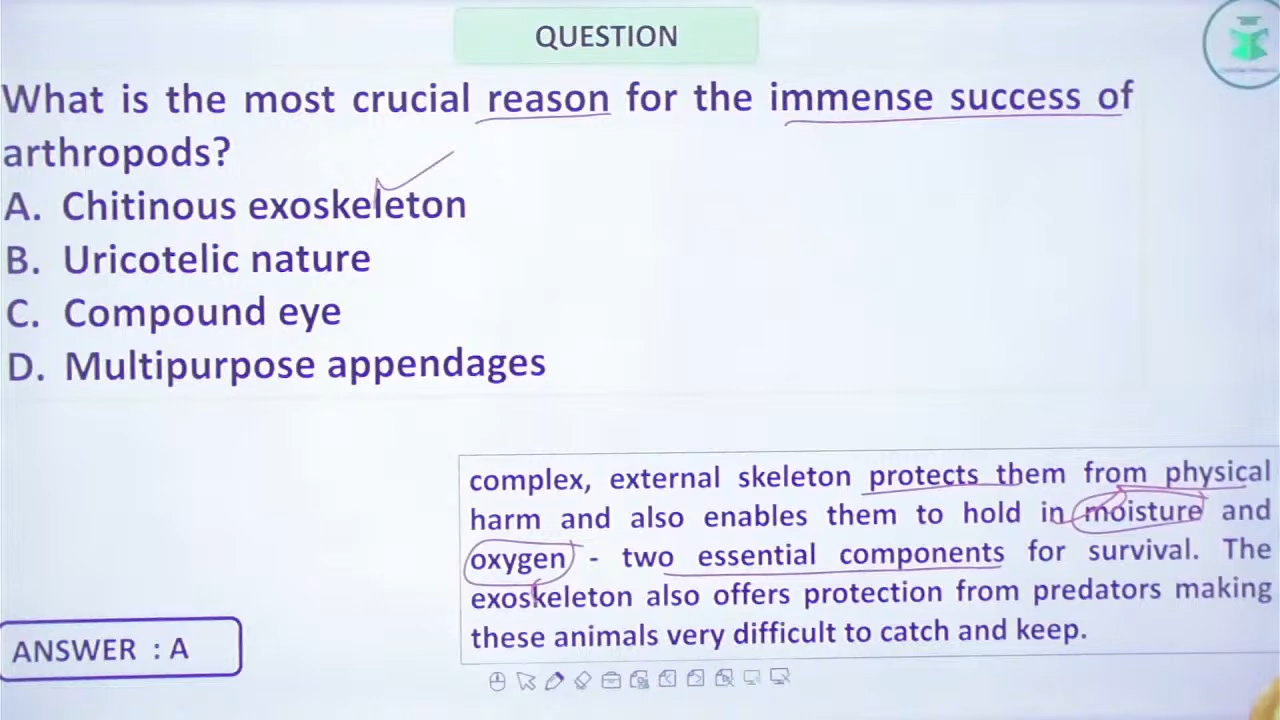 QUESTION
What is the most crucial reason for the immense success of
arthropods?
A. Chitinous exoskeleton
B. Uricotelic nature
C. Compound eye
D. Multipurpose appendages
complex, external skeleton protects them from physical
harm and also enables them to hold in moisture and
oxygen - two essential components for survival. The
exoskeleton also offers protection from predators making
these animals very difficult to catch and keep.
ANSWER : A